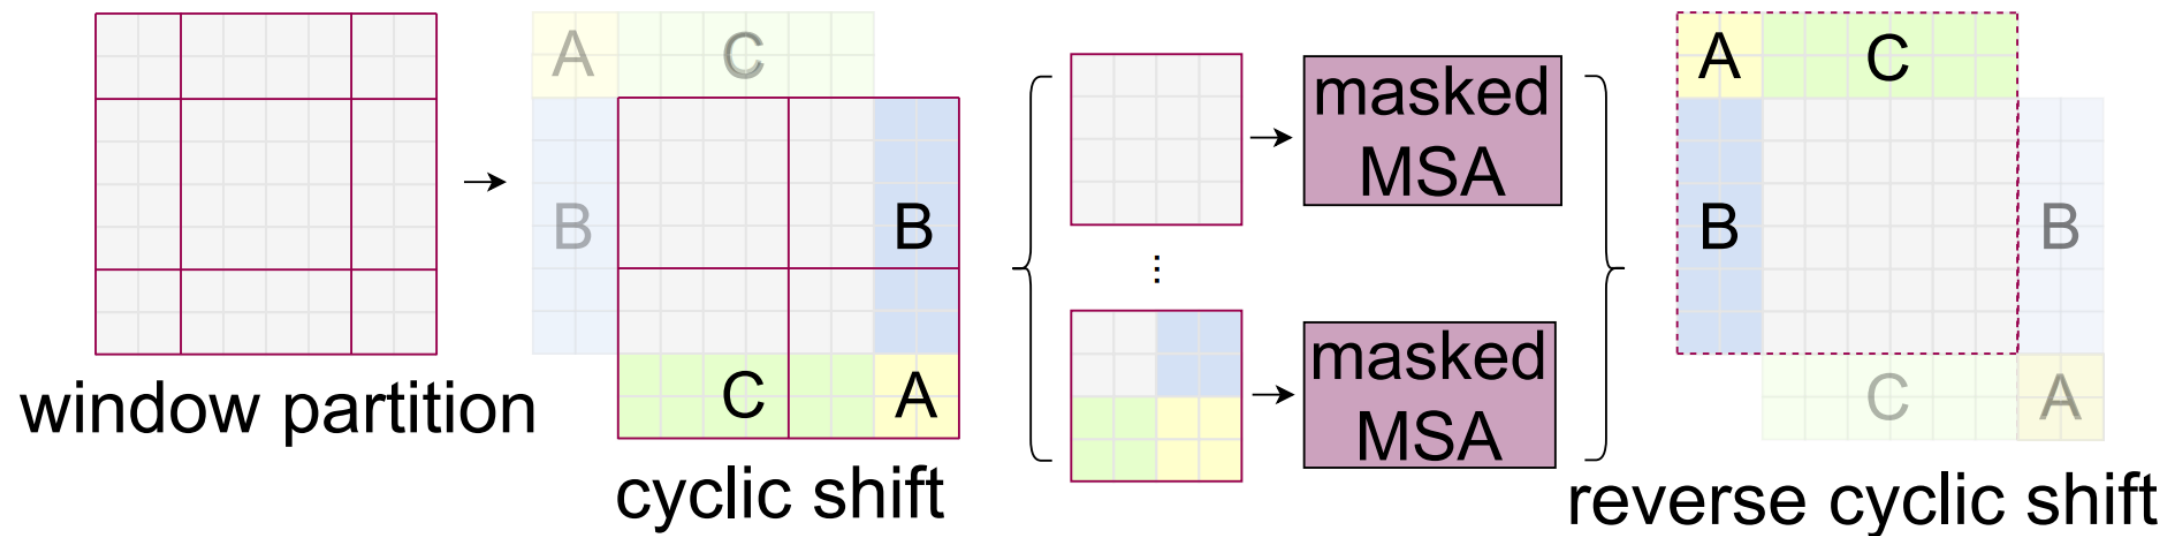 window partition
A
C
B
B
C
A
cyclic shift
masked
MSA
...
masked
MSA
A
C
B
B
C
A
reverse cyclic shift